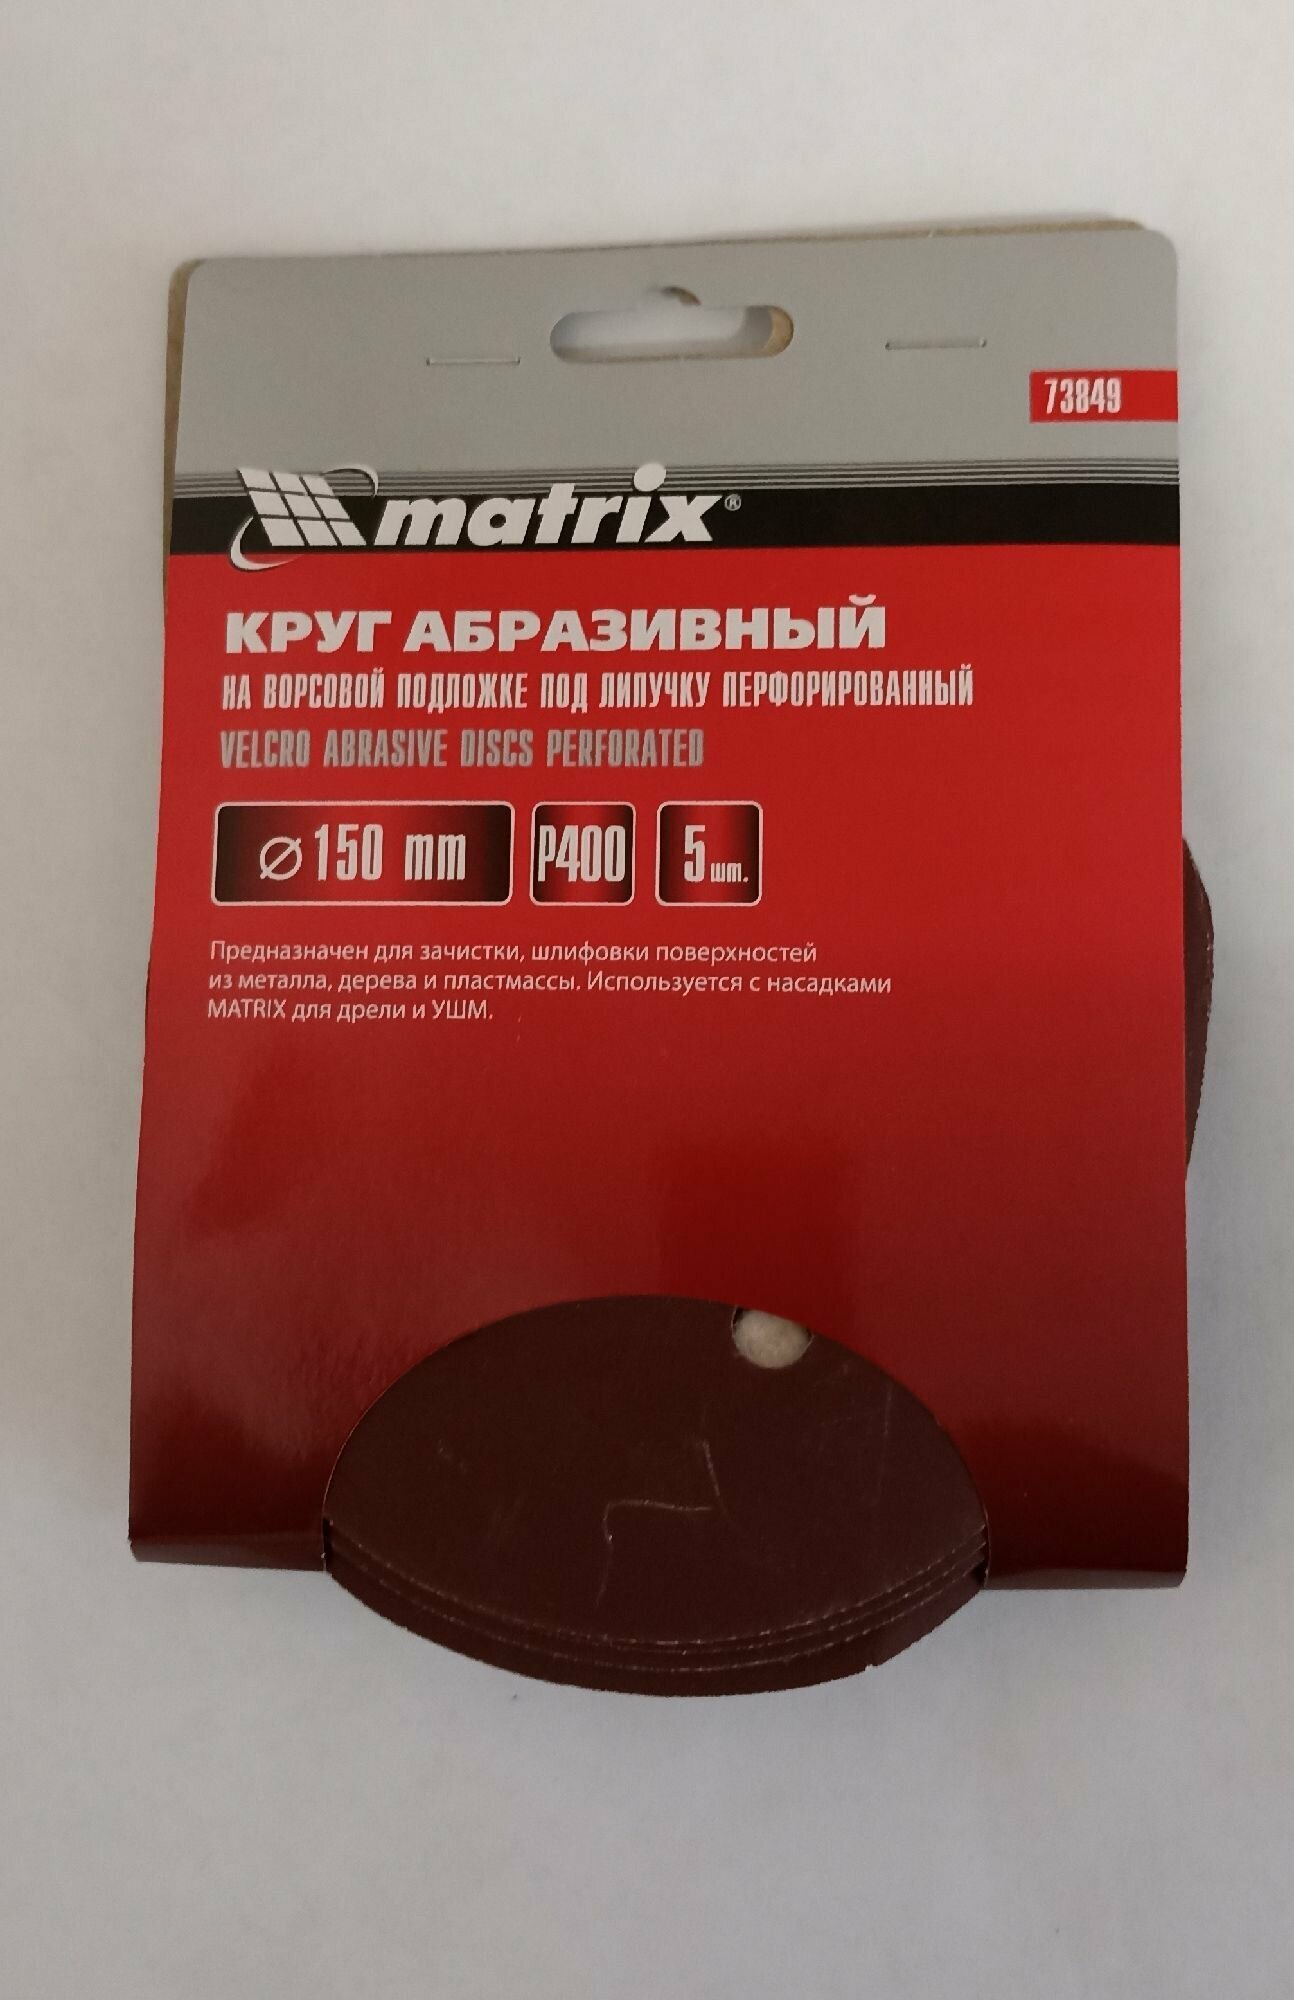 73849
matrix®
КРУГ АБРАЗИВНЫЙ
НА ВОРСОВОЙ ПОДЛОЖКЕ ПОД ЛИПУЧКУ ПЕРФОРИРОВАННЫЙ
VELCRO ABRASIVE DISCS PERFORATED
⌀ 150 mm P400 5 шт.
Предназначен для зачистки, шлифовки поверхностей
из металла, дерева и пластмассы. Используется с насадками
MATRIX для дрели и УШМ.